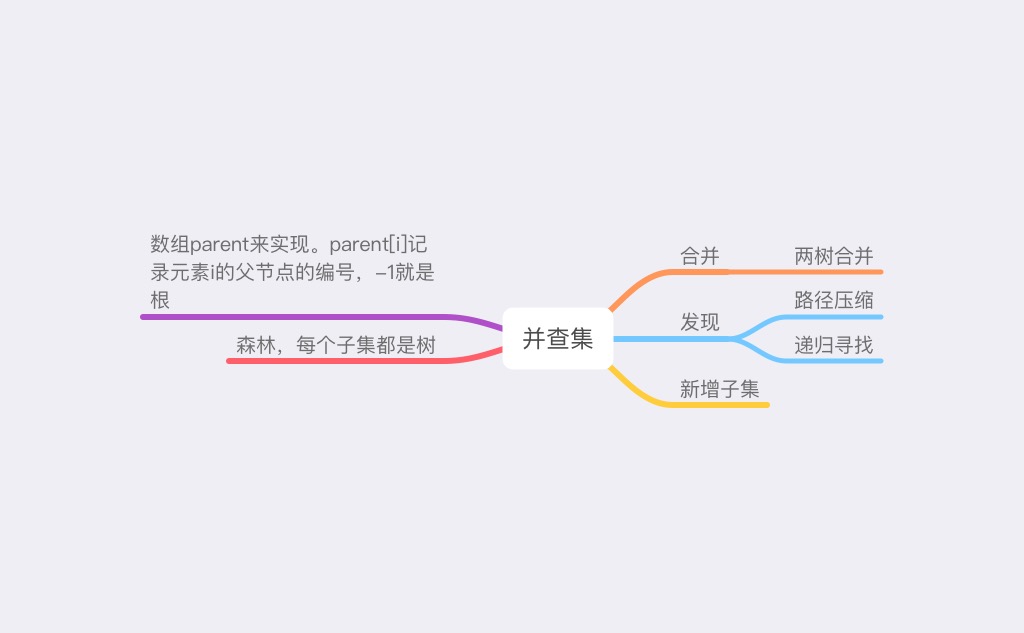 数组parent来实现。parent[i]记
录元素i的父节点的编号，-1就是
根
森林，每个子集都是树
并查集
合并
两树合并
发现
路径压缩
递归寻找
新增子集